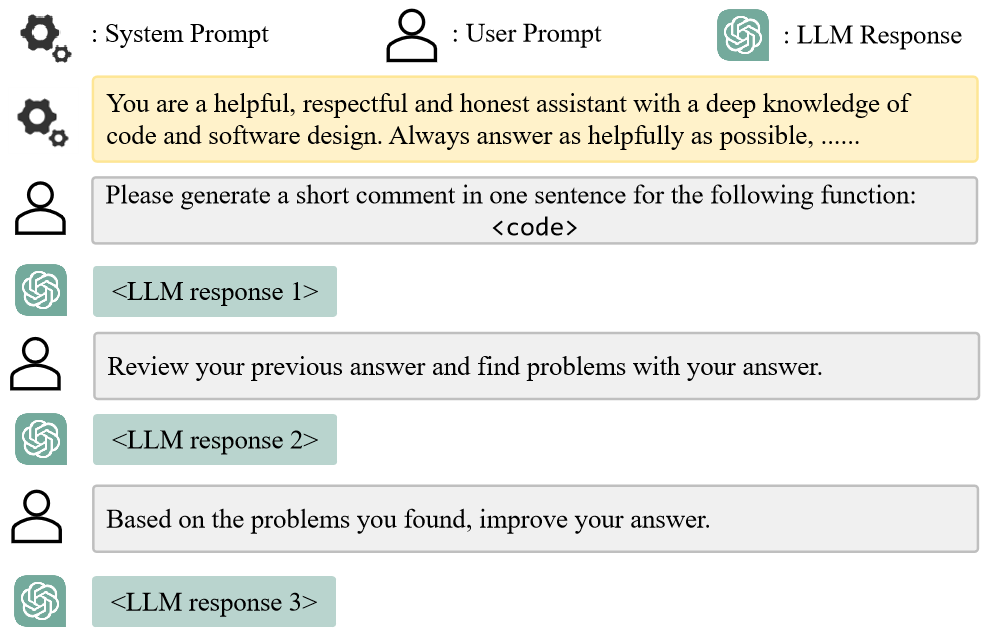 : System Prompt
: User Prompt
: LLM Response
You are a helpful, respectful and honest assistant with a deep knowledge of
code and software design. Always answer as helpfully as possible, ......
Please generate a short comment in one sentence for the following function:
<code>
<LLM response 1>
Review your previous answer and find problems with your answer.
<LLM response 2>
Based on the problems you found, improve your answer.
<LLM response 3>